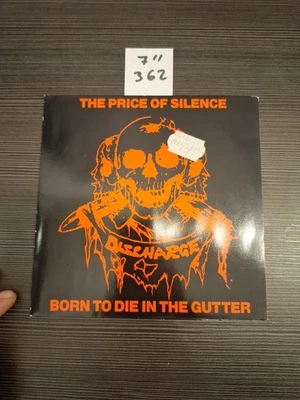 7"
362
THE PRICE OF SILENCE
DISCHARGE
BORN TO DIE IN THE GUTTER